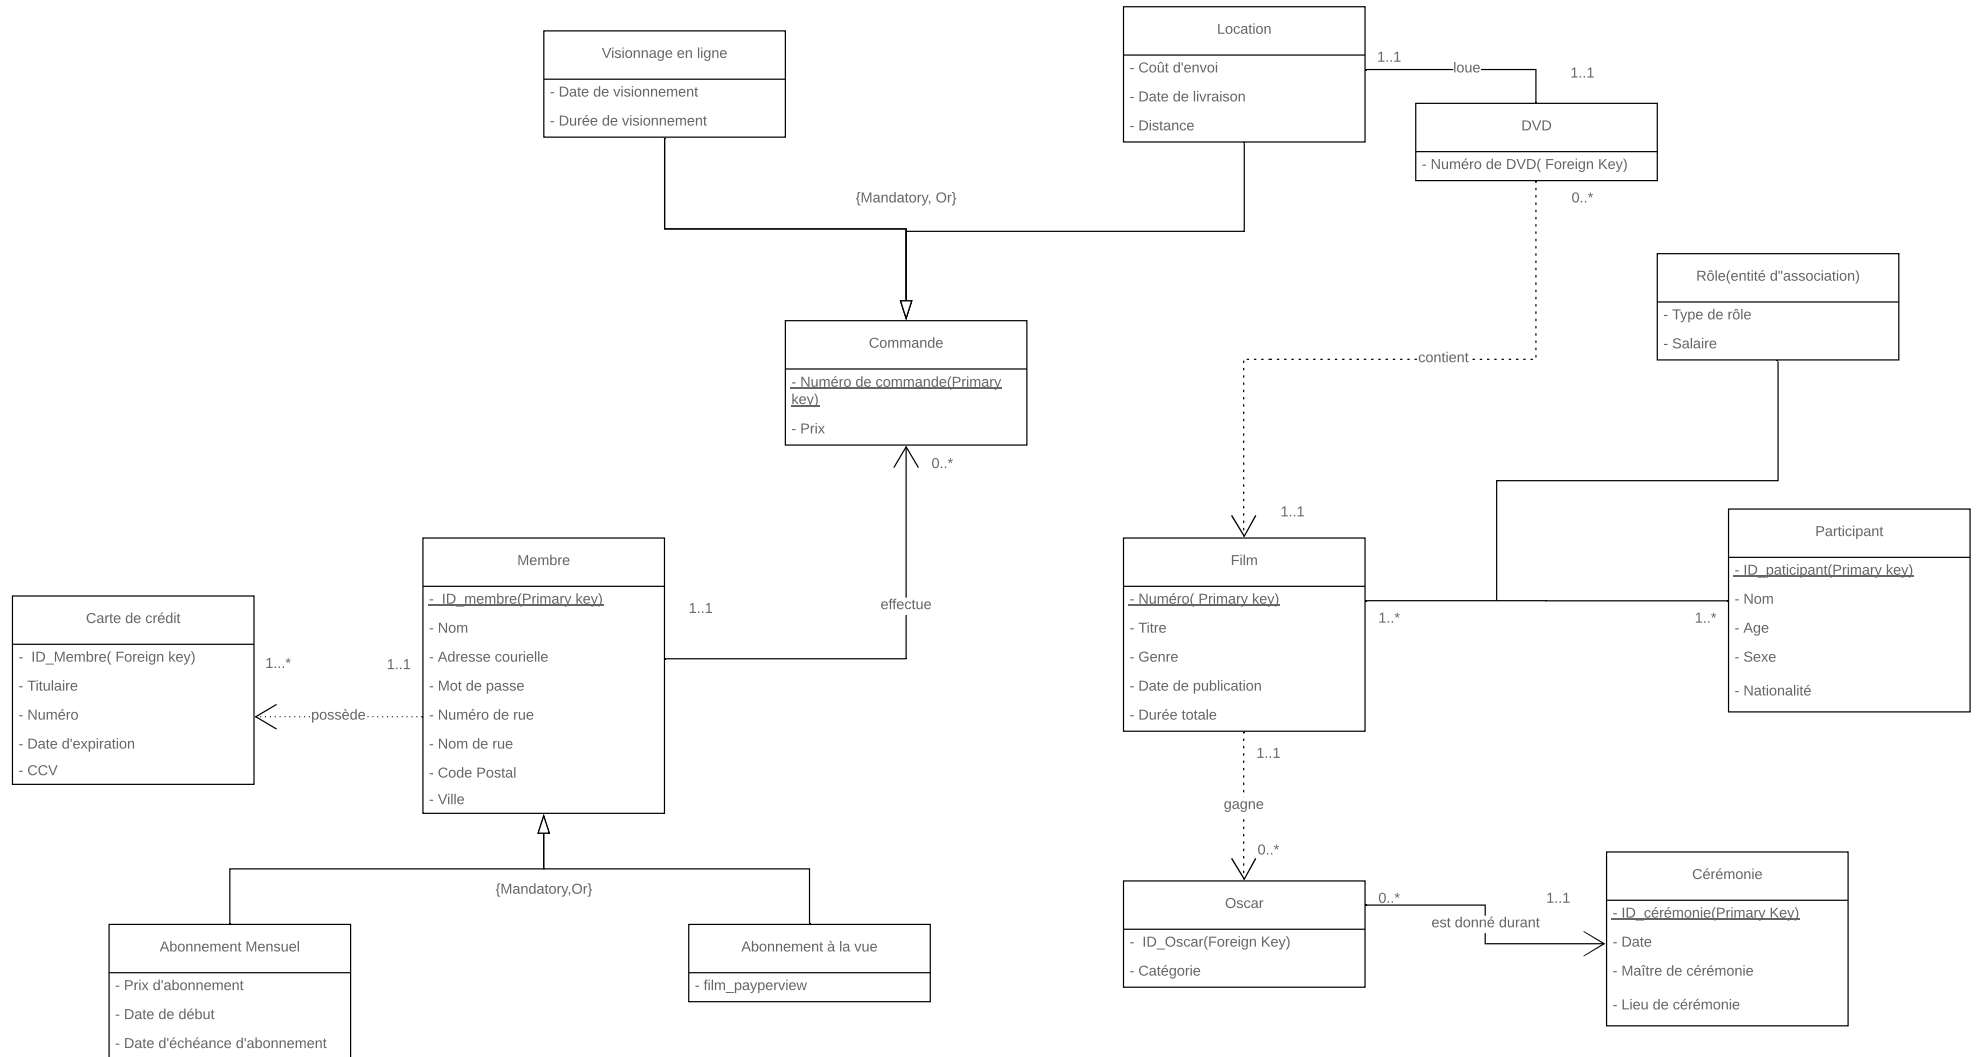 Visionnage en ligne
- Date de visionnement
- Durée de visionnement
Location
- Coût d'envoi
- Date de livraison
- Distance
1..1
loue
1..1
DVD
- Numéro de DVD( Foreign Key)
0..*
{Mandatory, Or}
Rôle(entité d"association)
- Type de rôle
- Salaire
Commande
- Numéro de commande(Primary
key)
- Prix
contient
0..*
1..1
Membre
- ID_membre(Primary key)
- Nom
- Adresse courielle
- Mot de passe
- Numéro de rue
- Nom de rue
- Code Postal
- Ville
1..1
effectue
Film
- Numéro( Primary key)
- Titre
- Genre
- Date de publication
- Durée totale
1..*
1..*
Participant
- ID_paticipant(Primary key)
- Nom
- Age
- Sexe
- Nationalité
Carte de crédit
- ID_Membre( Foreign key)
- Titulaire
- Numéro
- Date d'expiration
- CCV
1...*
1..1
possède
1..1
gagne
0..*
{Mandatory,Or}
Abonnement Mensuel
- Prix d'abonnement
- Date de début
- Date d'échéance d'abonnement
Abonnement à la vue
- film_payperview
Oscar
- ID_Oscar(Foreign Key)
- Catégorie
0..*
est donné durant
1..1
Cérémonie
- ID_cérémonie(Primary Key)
- Date
- Maître de cérémonie
- Lieu de cérémonie